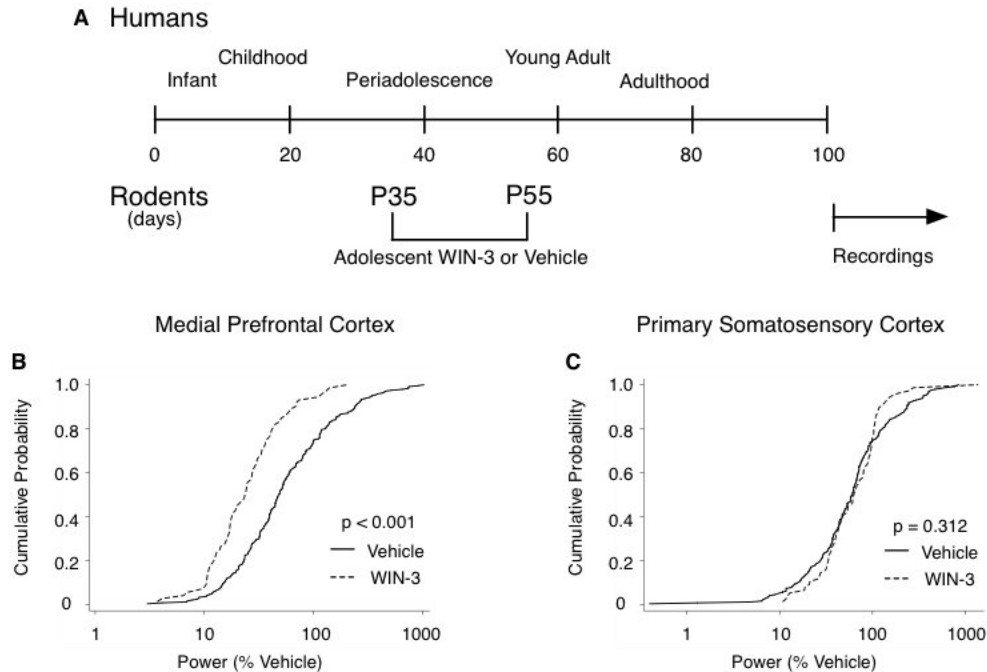 A Humans
Childhood
Young Adult
Infant
Periadolescence
Adulthood
0 20 40 60 80 100
Rodents
(days)
P35 P55
Adolescent WIN-3 or Vehicle
Recordings
Medial Prefrontal Cortex
B
Cumulative Probability
1.0
0.8
0.6
0.4
0.2
0
p < 0.001
Vehicle
WIN-3
1 10 100 1000
Power (% Vehicle)
Primary Somatosensory Cortex
C
Cumulative Probability
1.0
0.8
0.6
0.4
0.2
0
p = 0.312
Vehicle
WIN-3
1 10 100 1000
Power (% Vehicle)